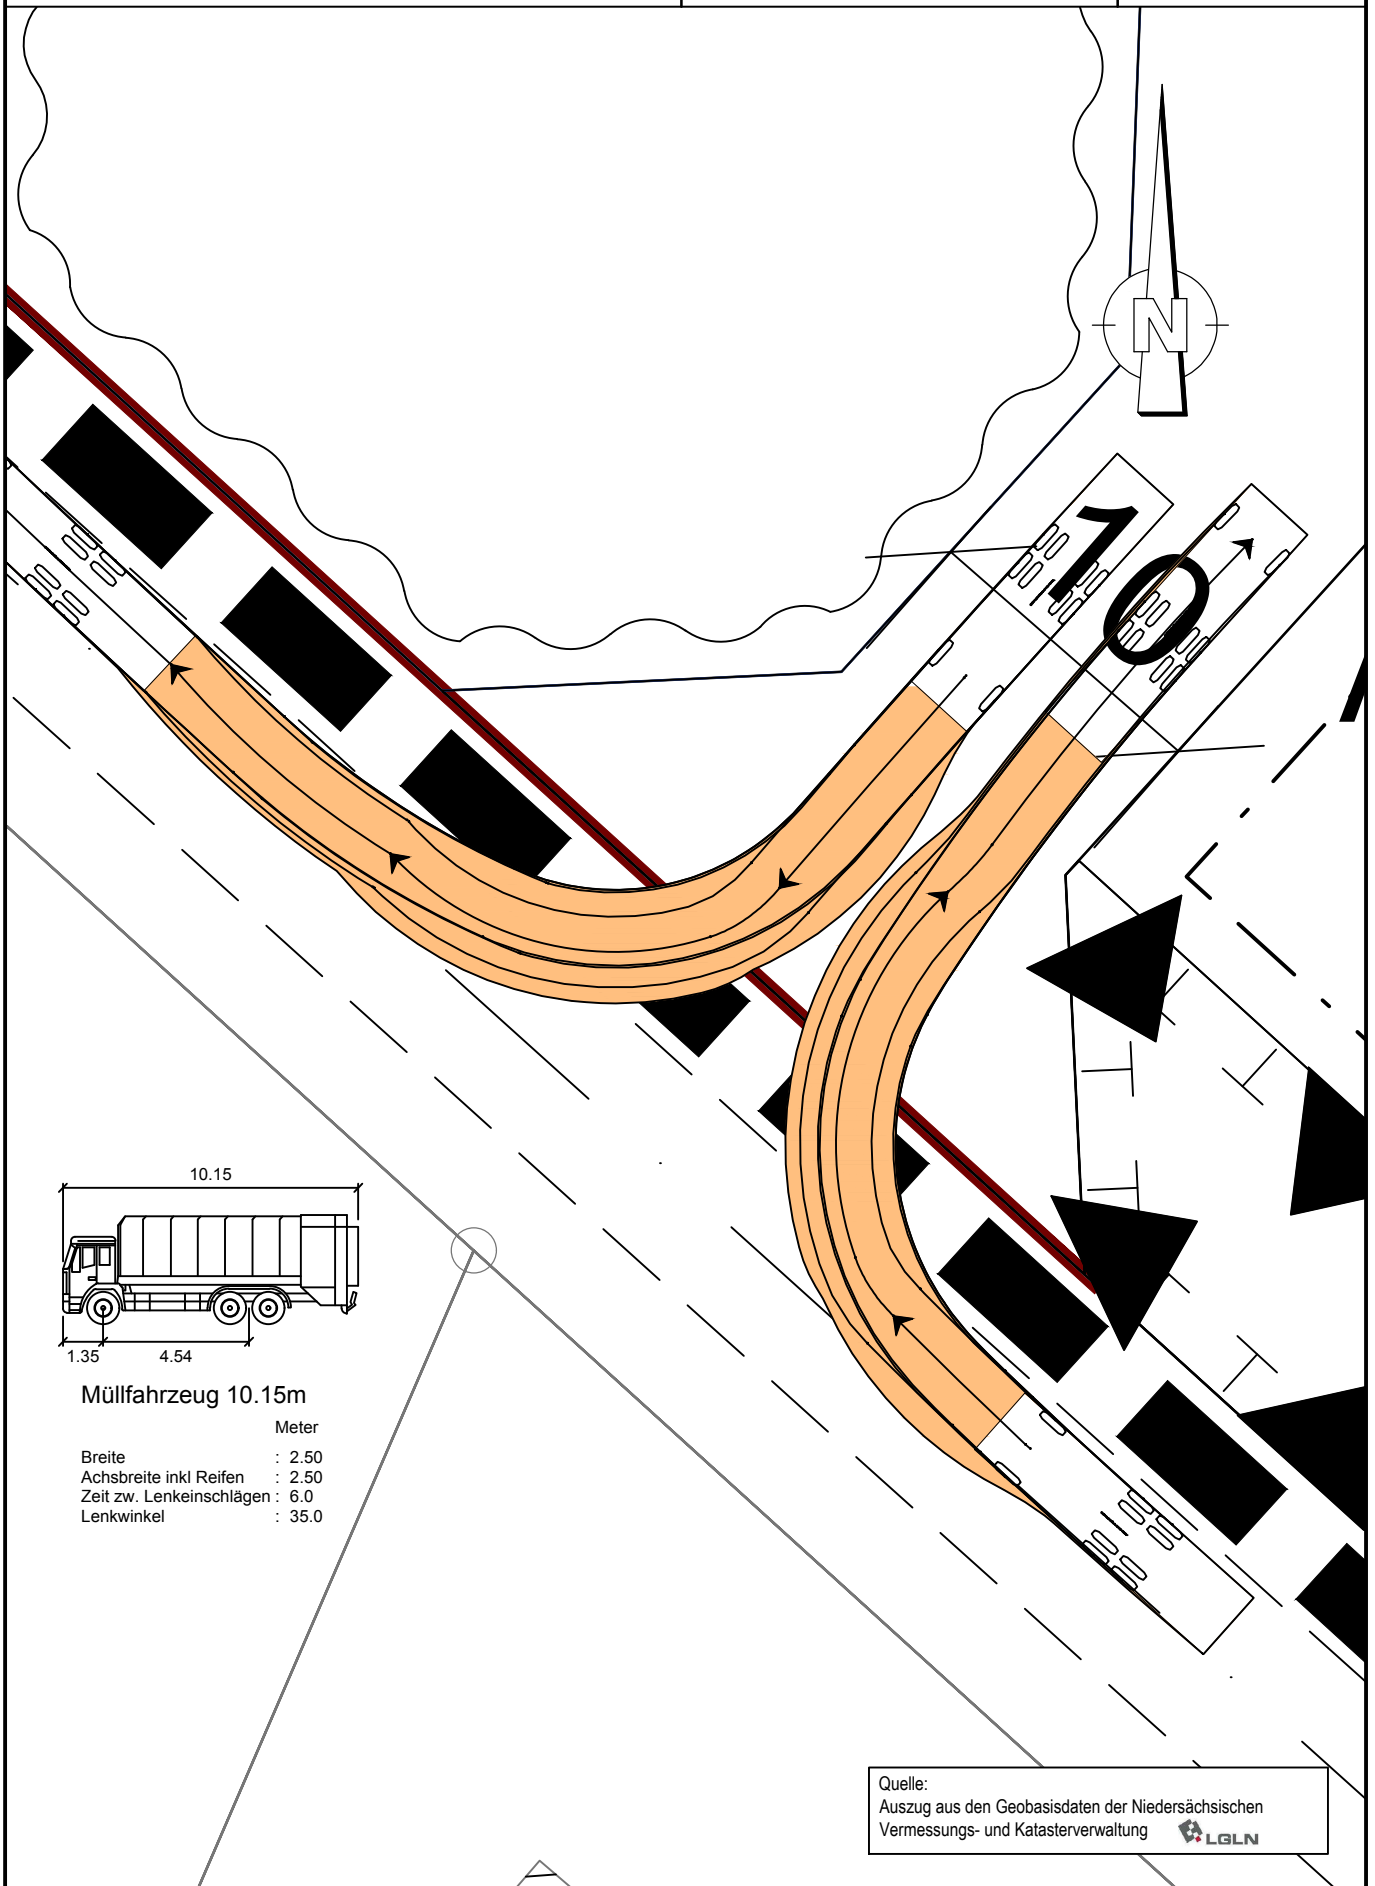 N
10
10.15
1.35
4.54
Müllfahrzeug 10.15m
Meter
Breite : 2.50
Achsbreite inkl Reifen : 2.50
Zeit zw. Lenkeinschlägen : 6.0
Lenkwinkel : 35.0
Quelle:
Auszug aus den Geobasisdaten der Niedersächsischen
Vermessungs- und Katasterverwaltung LGLN